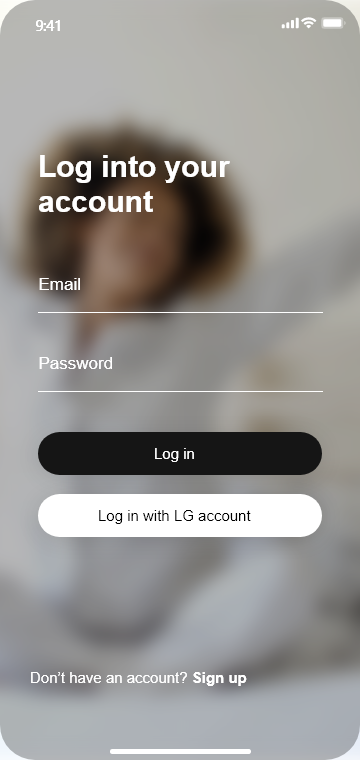 9:41
Log into your
account
Email
Password
Log in
Log in with LG account
Don’t have an account? Sign up